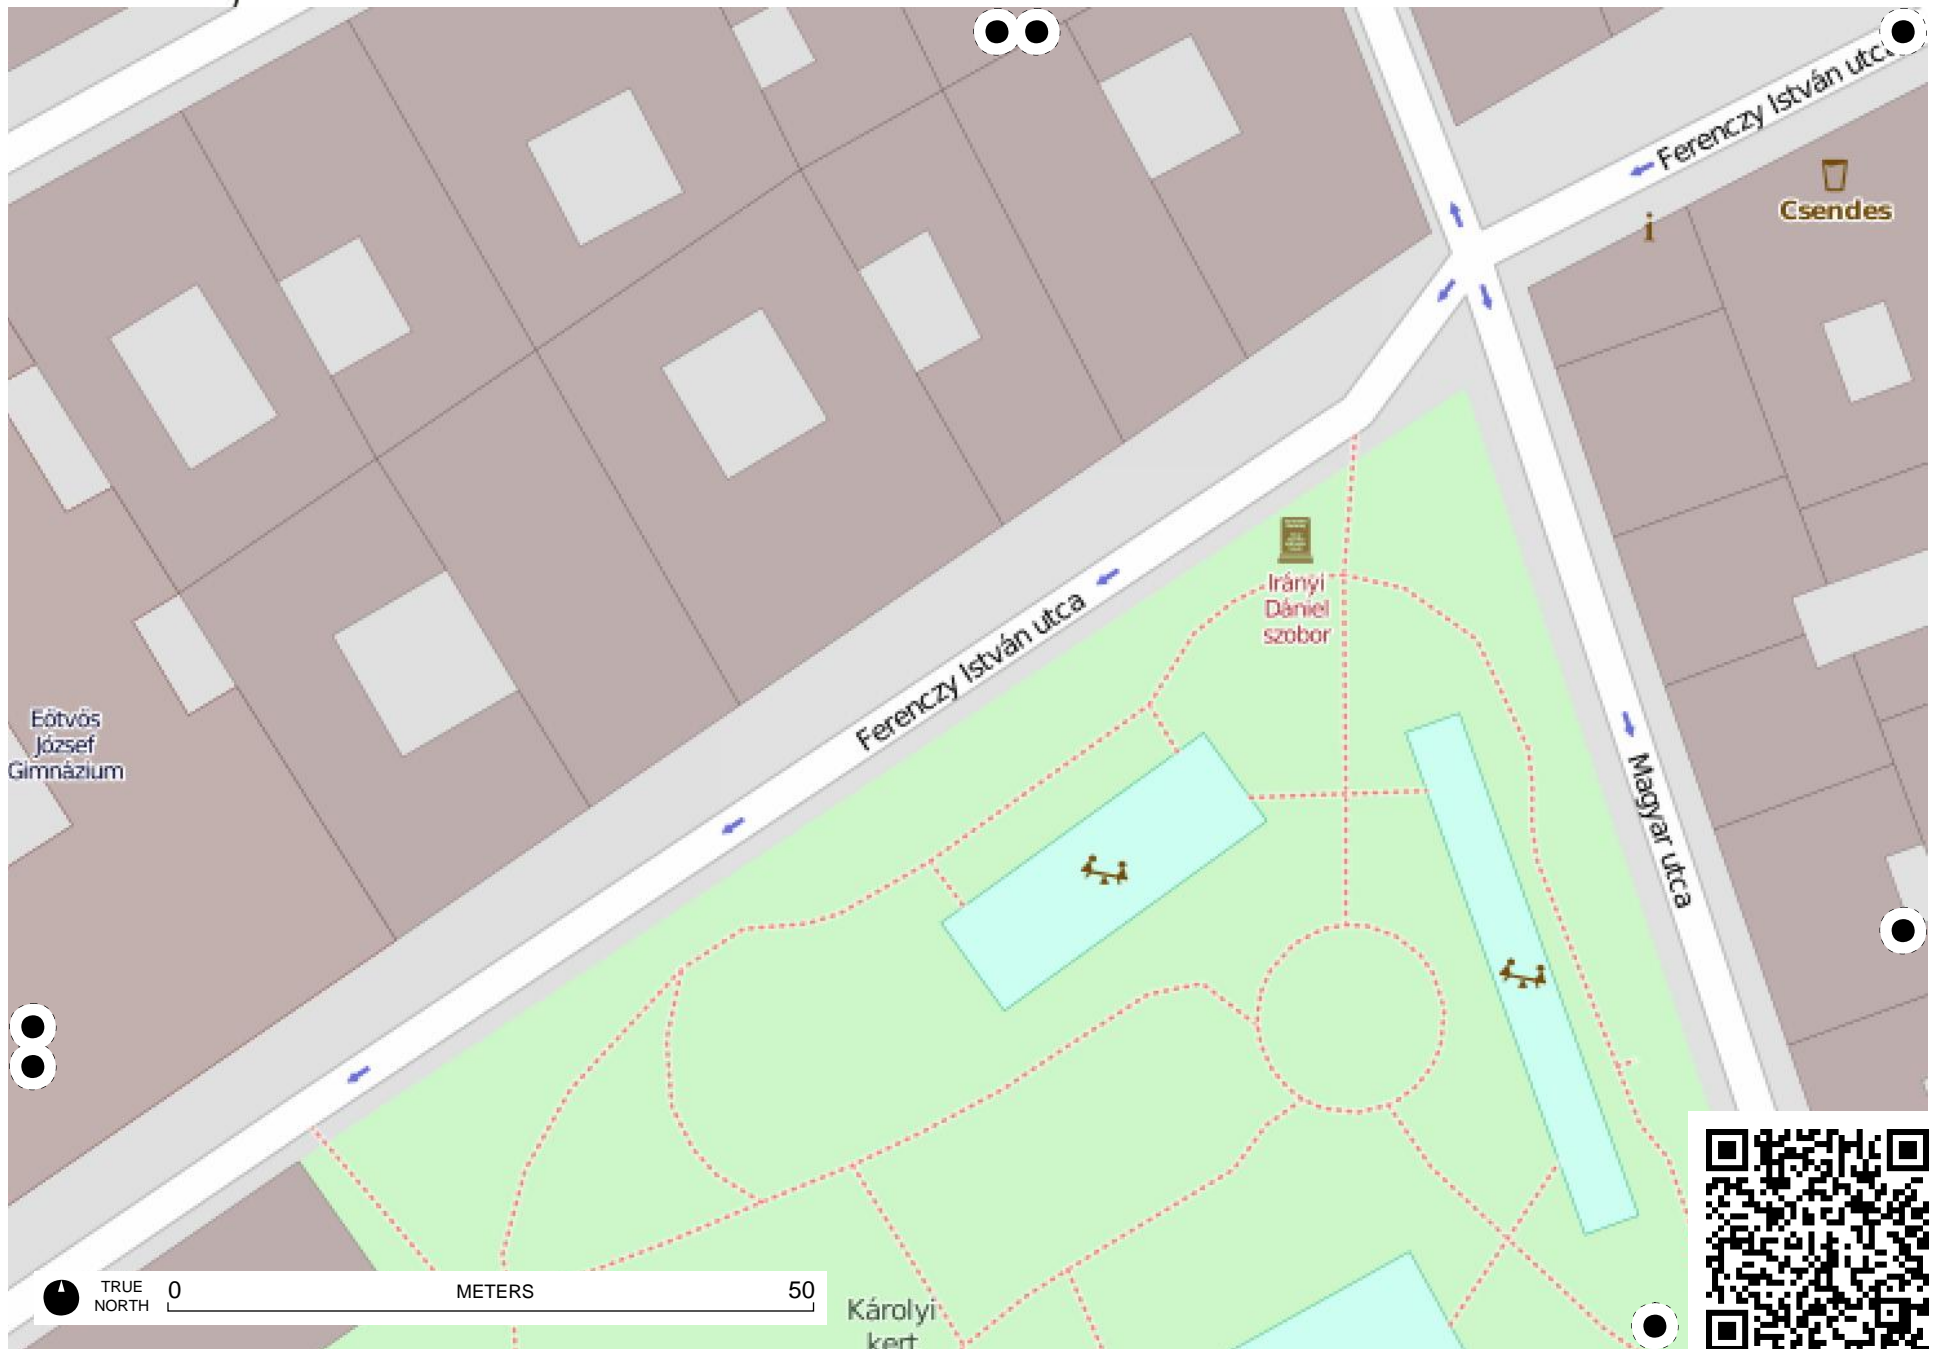 Ferenczy István utca
Csendes
i
Irányi
Dániel
szobor
Ferenczy István utca
Eötvös
József
Gimnázium
Magyar utca
TRUE
NORTH
0
METERS
50
Károlyi
kert